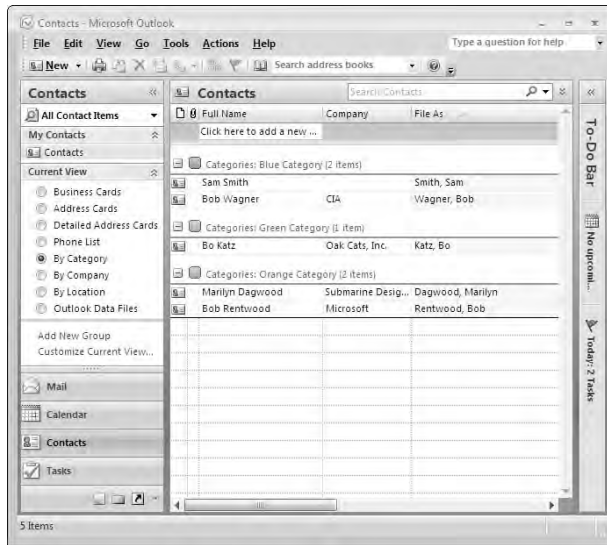 Contacts - Microsoft Outlook
File Edit View Go Tools Actions Help
Type a question for help
New
Search address books
Contacts
All Contact Items
My Contacts
Contacts
Current View
Business Cards
Address Cards
Detailed Address Cards
Phone List
By Category
By Company
By Location
Outlook Data Files
Add New Group
Customize Current View...
Mail
Calendar
Contacts
Tasks
Contacts
Search Contacts
Full Name Company File As
Click here to add a new ...
Categories: Blue Category (2 items)
Sam Smith Smith, Sam
Bob Wagner CIA Wagner, Bob
Categories: Green Category (1 item)
Bo Katz Oak Cats, Inc. Katz, Bo
Categories: Orange Category (2 items)
Marilyn Dagwood Submarine Desig... Dagwood, Marilyn
Bob Rentwood Microsoft Rentwood, Bob
To-Do Bar
No upcomi...
Today: 2 Tasks
5 Items